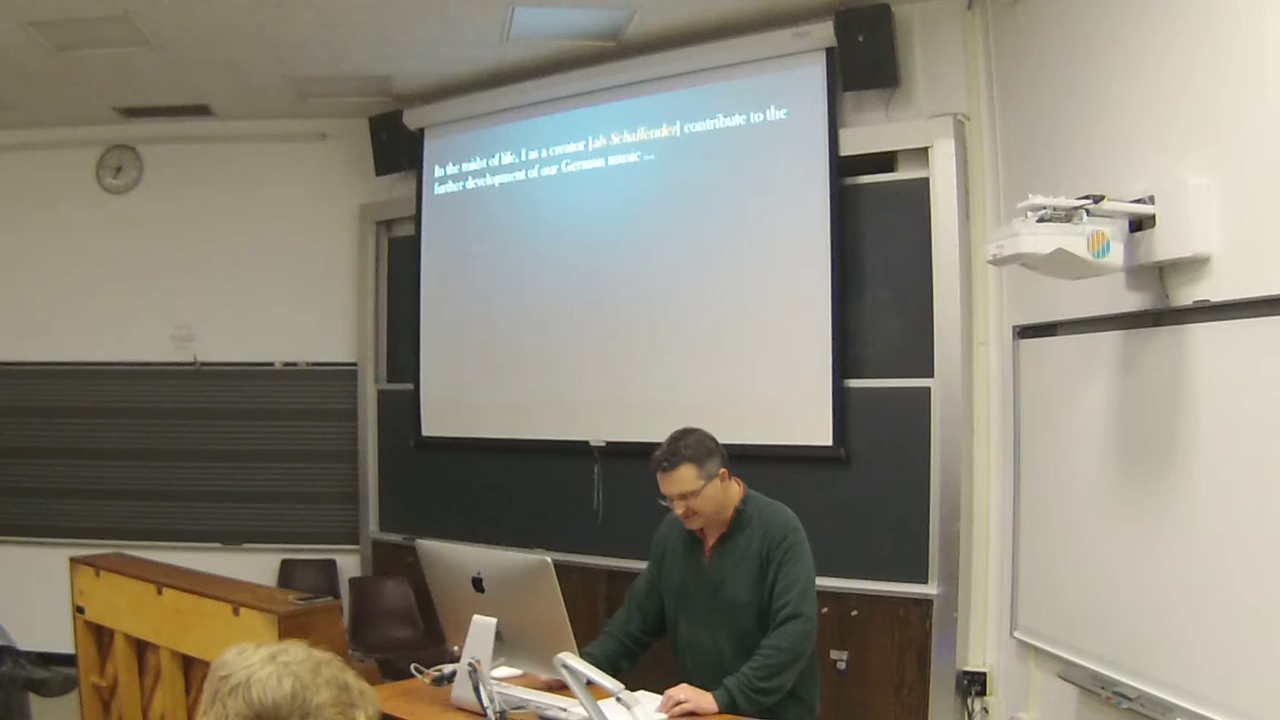 In the midst of life, I as a creator [als Schaffender] contribute to the
further development of our German music ...